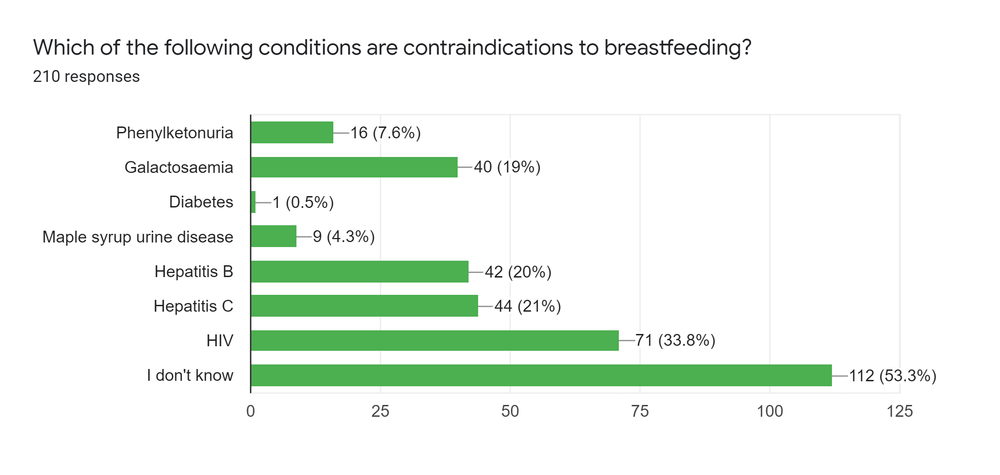 Which of the following conditions are contraindications to breastfeeding?
210 responses
Phenylketonuria 16 (7.6%)
Galactosaemia 40 (19%)
Diabetes 1 (0.5%)
Maple syrup urine disease 9 (4.3%)
Hepatitis B 42 (20%)
Hepatitis C 44 (21%)
HIV 71 (33.8%)
I don't know 112 (53.3%)
0 25 50 75 100 125